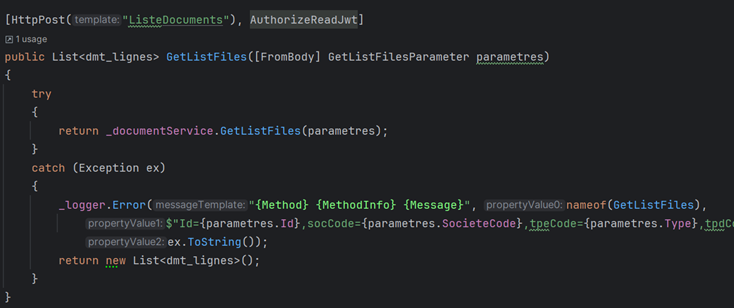 [HttpPost(template:"ListeDocuments"), AuthorizeReadJwt]
1 usage
public List<dmt_lignes> GetListFiles([FromBody] GetListFilesParameter parametres)
{
try
{
return _documentService.GetListFiles(parametres);
}
catch (Exception ex)
{
_logger.Error(messageTemplate:"{Method} {MethodInfo} {Message}", propertyValue0:nameof(GetListFiles),
propertyValue1:$"Id={parametres.Id},socCode={parametres.SocieteCode},tpeCode={parametres.Type},tpdC
propertyValue2:ex.ToString());
return new List<dmt_lignes>();
}
}